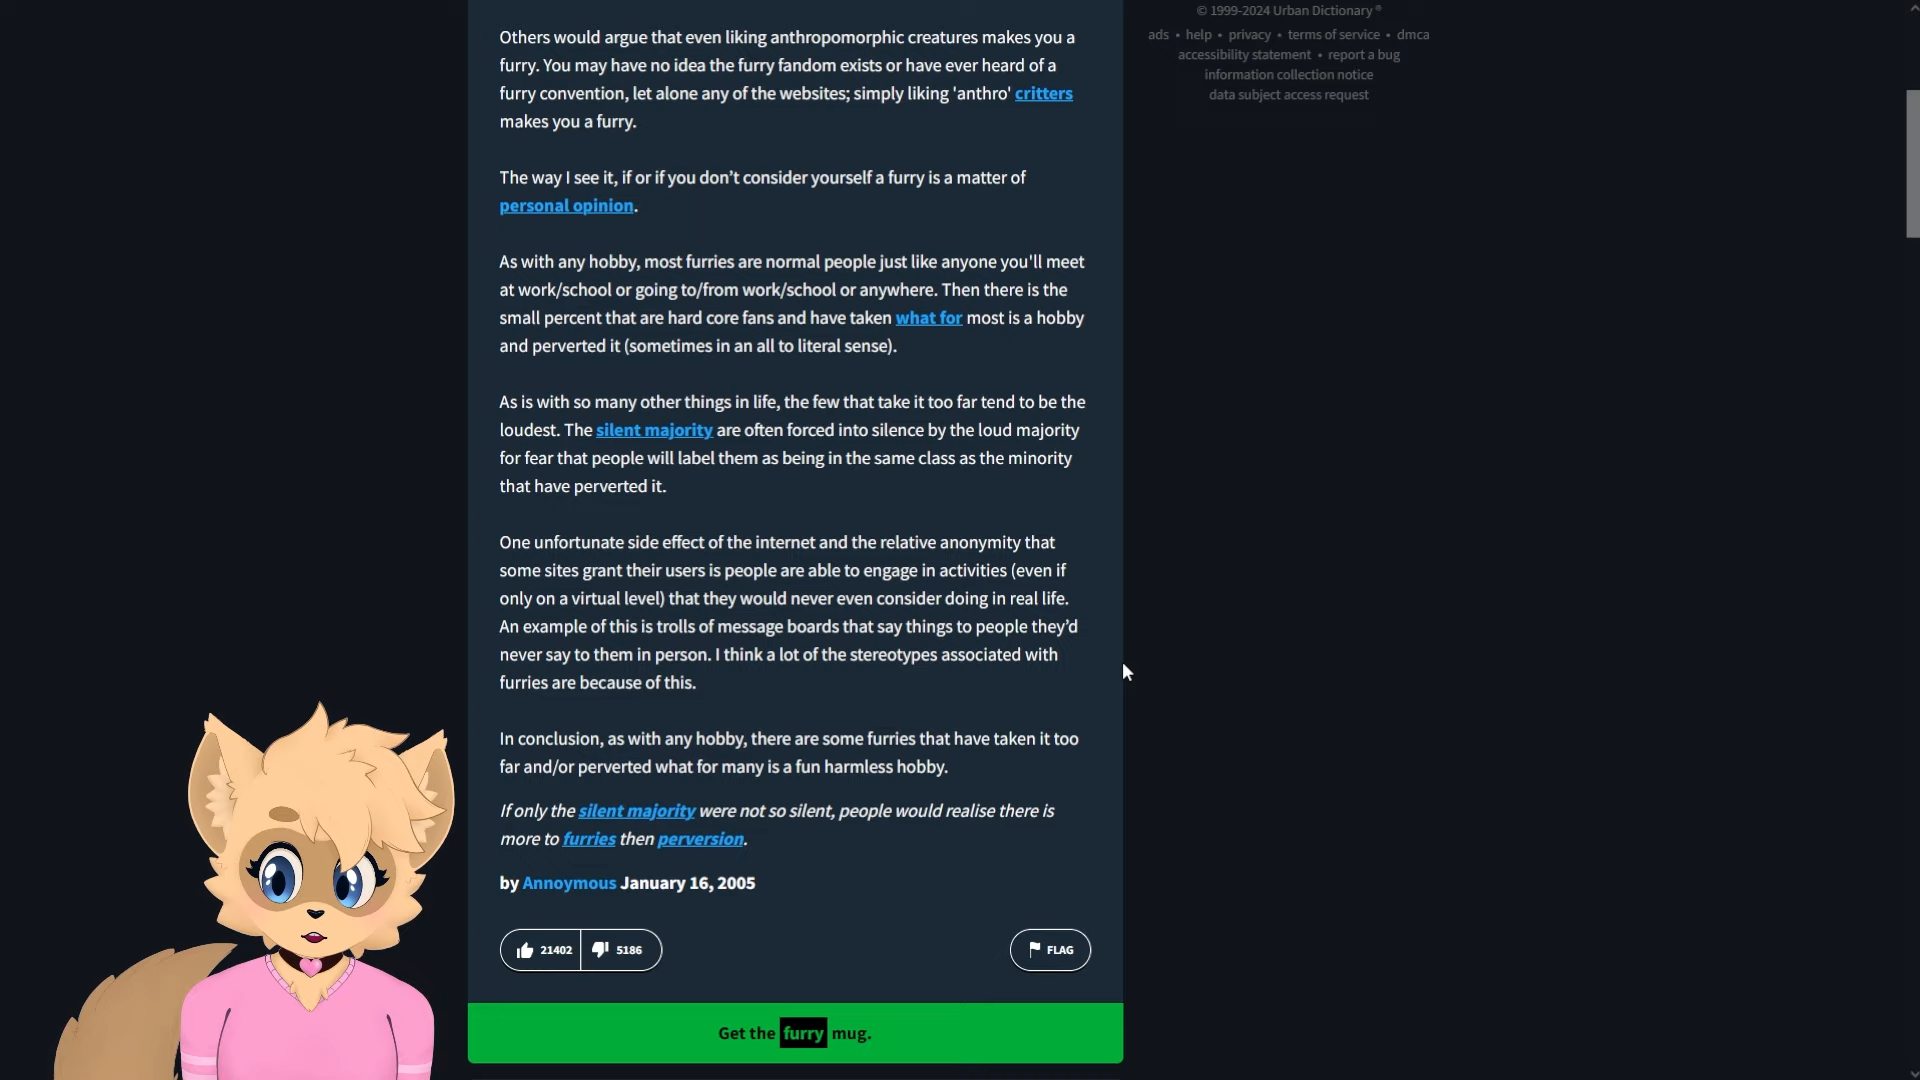 Others would argue that even liking anthropomorphic creatures makes you a
furry. You may have no idea the furry fandom exists or have ever heard of a
furry convention, let alone any of the websites; simply liking 'anthro' critters
makes you a furry.
The way I see it, if or if you don’t consider yourself a furry is a matter of
personal opinion.
As with any hobby, most furries are normal people just like anyone you'll meet
at work/school or going to/from work/school or anywhere. Then there is the
small percent that are hard core fans and have taken what for most is a hobby
and perverted it (sometimes in an all to literal sense).
As is with so many other things in life, the few that take it too far tend to be the
loudest. The silent majority are often forced into silence by the loud majority
for fear that people will label them as being in the same class as the minority
that have perverted it.
One unfortunate side effect of the internet and the relative anonymity that
some sites grant their users is people are able to engage in activities (even if
only on a virtual level) that they would never even consider doing in real life.
An example of this is trolls of message boards that say things to people they’d
never say to them in person. I think a lot of the stereotypes associated with
furries are because of this.
In conclusion, as with any hobby, there are some furries that have taken it too
far and/or perverted what for many is a fun harmless hobby.
If only the silent majority were not so silent, people would realise there is
more to furries then perversion.
by Annoymous January 16, 2005
21402 5186 FLAG
Get the furry mug.
© 1999-2024 Urban Dictionary ®
ads • help • privacy • terms of service • dmca
accessibility statement • report a bug
information collection notice
data subject access request